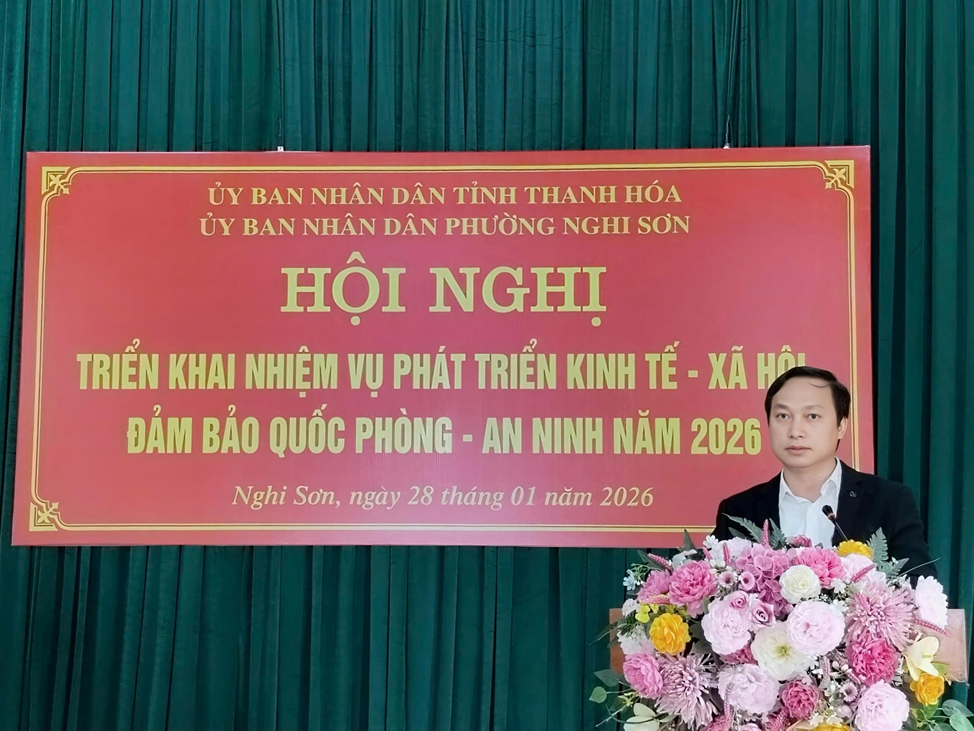 ỦY BAN NHÂN DÂN TỈNH THANH HÓA
ỦY BAN NHÂN DÂN PHƯỜNG NGHI SƠN
HỘI NGHỊ
TRIỂN KHAI NHIỆM VỤ PHÁT TRIỂN KINH TẾ - XÃ HỘI
ĐẢM BẢO QUỐC PHÒNG - AN NINH NĂM 2026
Nghi Sơn, ngày 28 tháng 01 năm 2026